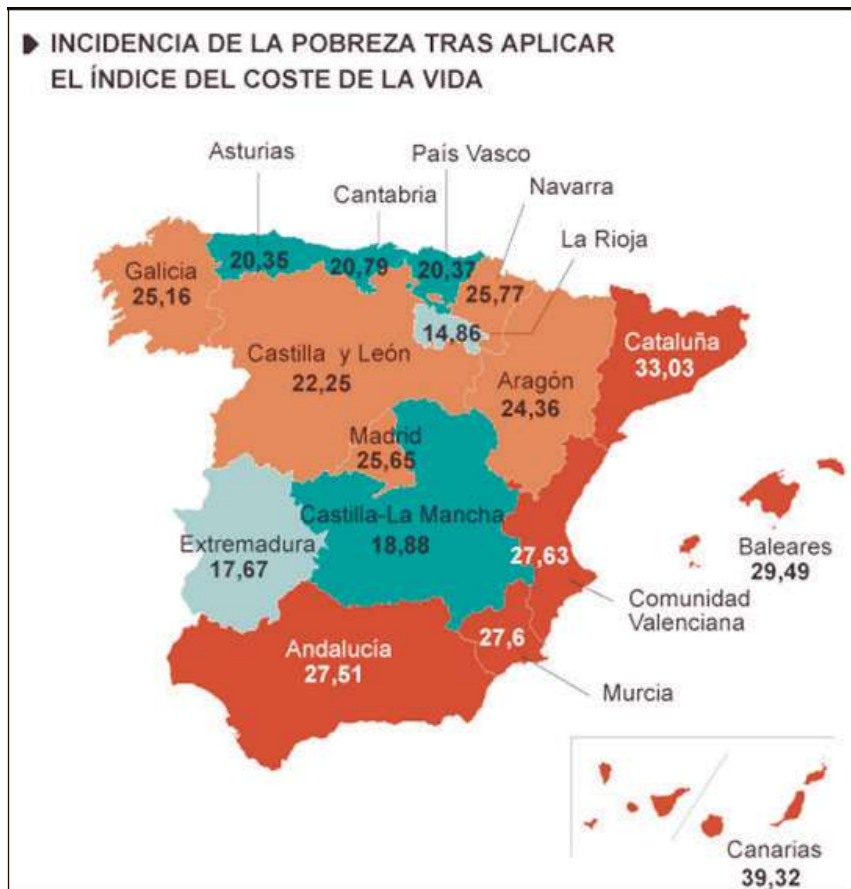 INCIDENCIA DE LA POBREZA TRAS APLICAR
EL ÍNDICE DEL COSTE DE LA VIDA
Asturias
País Vasco
Cantabria
Navarra
La Rioja
20,35
20,79
20,37
25,77
Galicia
25,16
14,86
Castilla y León
22,25
Cataluña
33,03
Aragón
24,36
Madrid
25,65
Castilla-La Mancha
18,88
Extremadura
17,67
27,63
Baleares
29,49
Comunidad
Valenciana
27,6
Andalucía
27,51
Murcia
Canarias
39,32